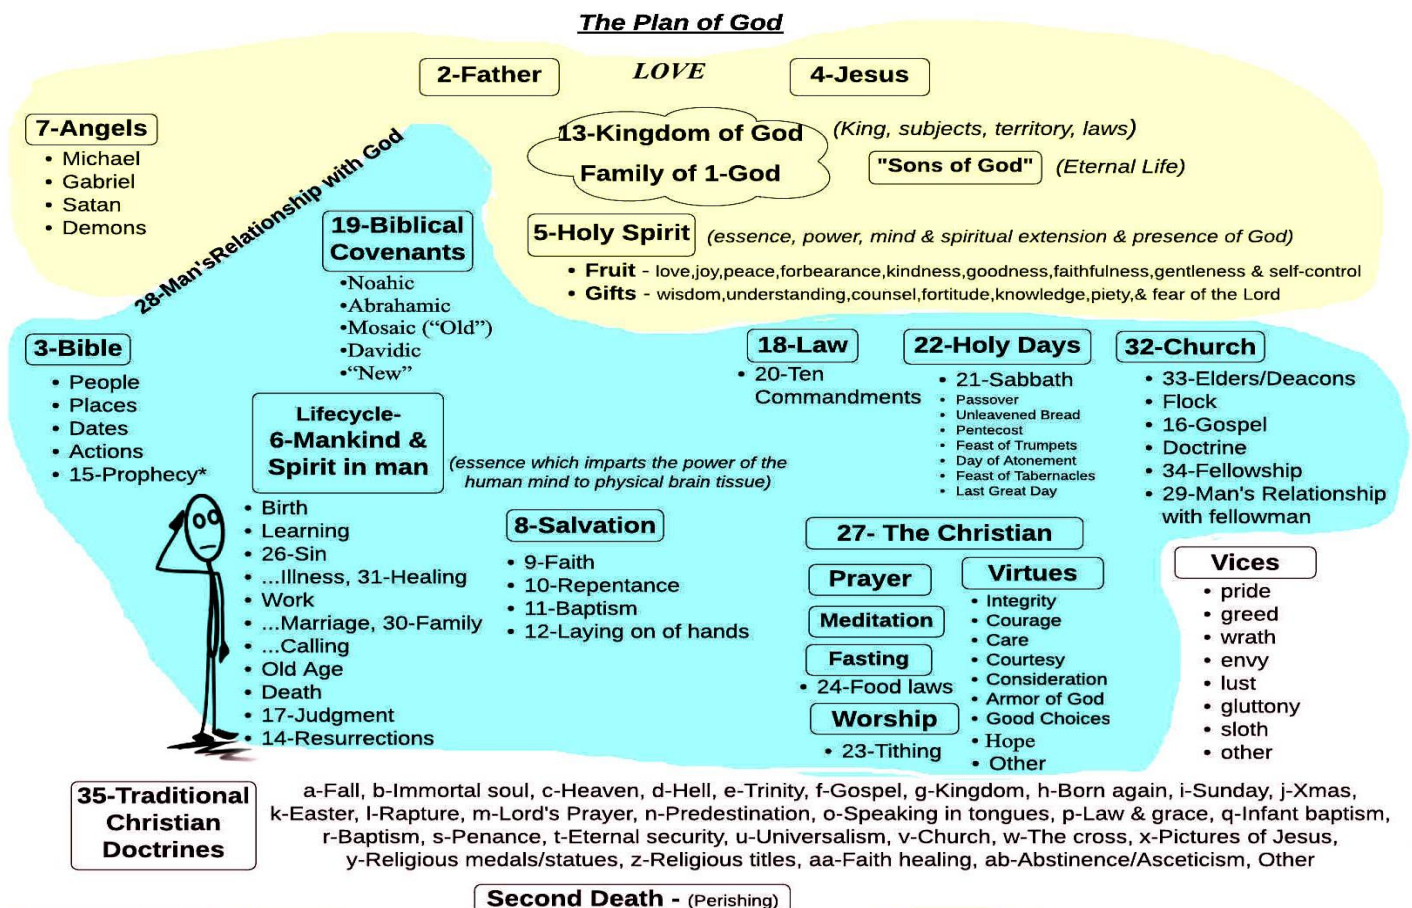 The Plan of God
2-Father
LOVE
4-Jesus
7-Angels
• Michael
• Gabriel
• Satan
• Demons
28-Man'sRelationship with God
13-Kingdom of God
Family of 1-God
(King, subjects, territory, laws)
"Sons of God"
(Eternal Life)
19-Biblical
Covenants
•Noahic
•Abrahamic
•Mosaic (“Old”)
•Davidic
•“New”
5-Holy Spirit
(essence, power, mind & spiritual extension & presence of God)
• Fruit - love,joy,peace,forbearance,kindness,goodness,faithfulness,gentleness & self-control
• Gifts - wisdom,understanding,counsel,fortitude,knowledge,piety,& fear of the Lord
3-Bible
• People
• Places
• Dates
• Actions
• 15-Prophecy*
Lifecycle-
6-Mankind &
Spirit in man
(essence which imparts the power of the
human mind to physical brain tissue)
• Birth
• Learning
• 26-Sin
• ...Illness, 31-Healing
• Work
• ...Marriage, 30-Family
• ...Calling
• Old Age
• Death
• 17-Judgment
• 14-Resurrections
8-Salvation
• 9-Faith
• 10-Repentance
• 11-Baptism
• 12-Laying on of hands
18-Law
• 20-Ten
Commandments
22-Holy Days
• 21-Sabbath
• Passover
• Unleavened Bread
• Pentecost
• Feast of Trumpets
• Day of Atonement
• Feast of Tabernacles
• Last Great Day
32-Church
• 33-Elders/Deacons
• Flock
• 16-Gospel
• Doctrine
• 34-Fellowship
• 29-Man's Relationship
with fellowman
27- The Christian
Prayer
Meditation
Fasting
• 24-Food laws
Worship
• 23-Tithing
Virtues
• Integrity
• Courage
• Care
• Courtesy
• Consideration
• Armor of God
• Good Choices
• Hope
• Other
Vices
• pride
• greed
• wrath
• envy
• lust
• gluttony
• sloth
• other
35-Traditional
Christian
Doctrines
a-Fall, b-Immortal soul, c-Heaven, d-Hell, e-Trinity, f-Gospel, g-Kingdom, h-Born again, i-Sunday, j-Xmas,
k-Easter, l-Rapture, m-Lord's Prayer, n-Predestination, o-Speaking in tongues, p-Law & grace, q-Infant baptism,
r-Baptism, s-Penance, t-Eternal security, u-Universalism, v-Church, w-The cross, x-Pictures of Jesus,
y-Religious medals/statues, z-Religious titles, aa-Faith healing, ab-Abstinence/Asceticism, Other
Second Death - (Perishing)